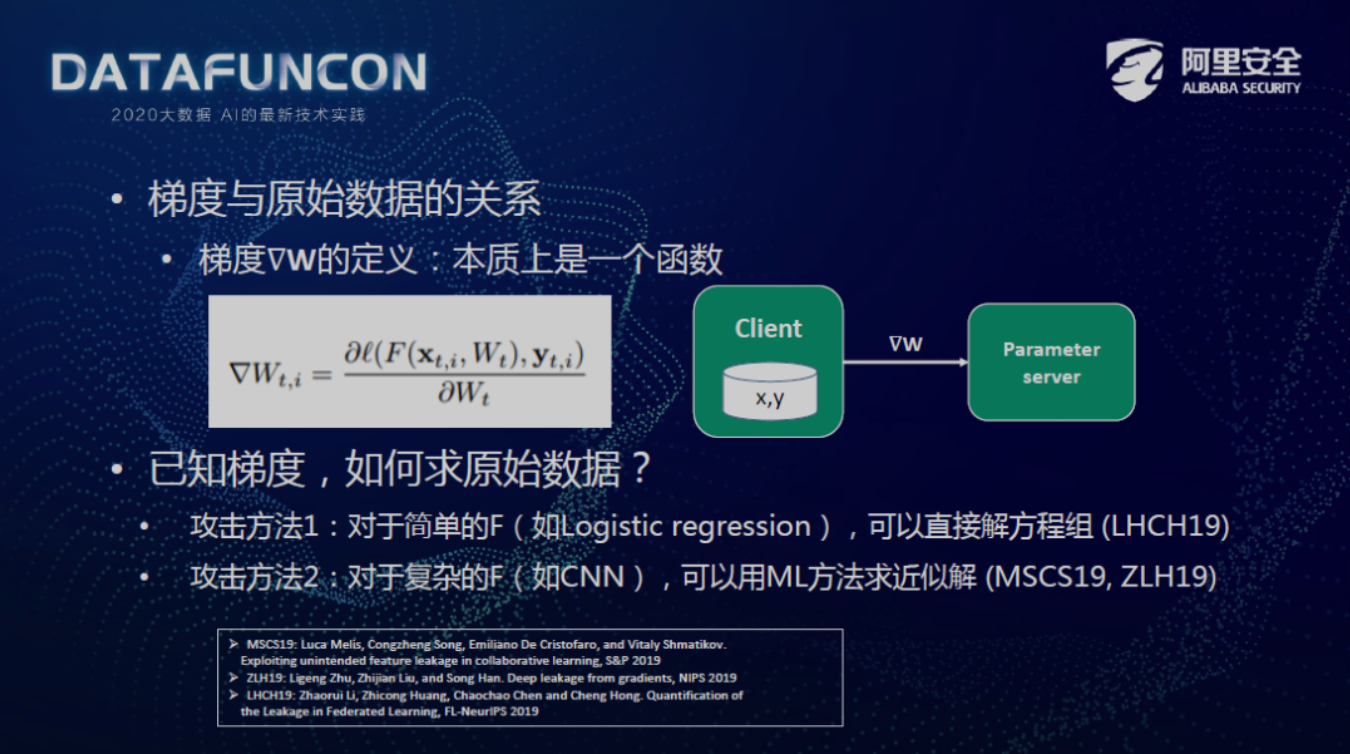 DATAFUNCON
2020大数据 AI的最新技术实践
阿里安全
ALIBABA SECURITY
• 梯度与原始数据的关系
• 梯度∇W的定义：本质上是一个函数
∇W_{t,i} = ∂ℓ(F(x_{t,i}, W_t), y_{t,i}) / ∂W_t
Client
x,y
∇W
Parameter
server
• 已知梯度，如何求原始数据？
• 攻击方法1：对于简单的F（如Logistic regression），可以直接解方程组 (LHCH19)
• 攻击方法2：对于复杂的F（如CNN），可以用ML方法求近似解 (MSCS19, ZLH19)
➢ MSCS19: Luca Melis, Congzheng Song, Emiliano De Cristofaro, and Vitaly Shmatikov.
Exploiting unintended feature leakage in collaborative learning, S&P 2019
➢ ZLH19: Ligeng Zhu, Zhijian Liu, and Song Han. Deep leakage from gradients, NIPS 2019
➢ LHCH19: Zhaorui Li, Zhicong Huang, Chaochao Chen and Cheng Hong. Quantification of
the Leakage in Federated Learning, FL-NeurIPS 2019